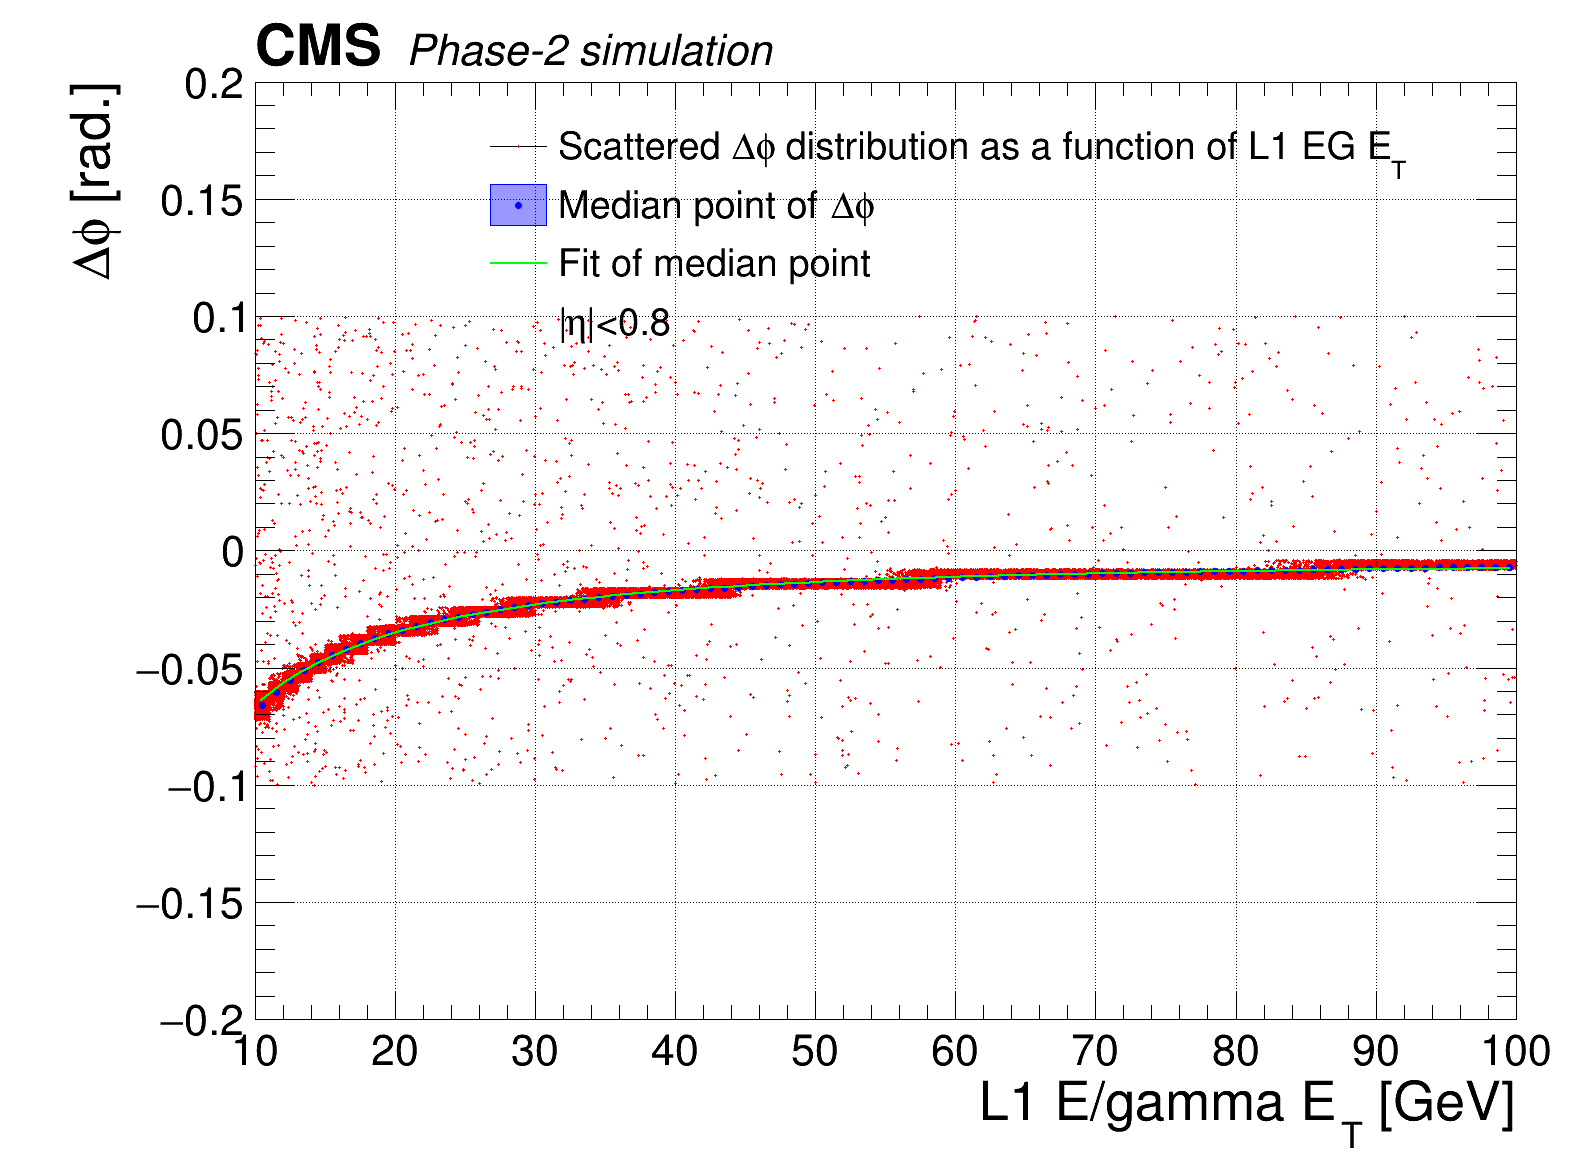 CMS Phase-2 simulation
Δϕ [rad.]
0.2
0.15
0.1
0.05
0
−0.05
−0.1
−0.15
−0.2
Scattered Δϕ distribution as a function of L1 EG E_T
Median point of Δϕ
Fit of median point
|η|<0.8
10 20 30 40 50 60 70 80 90 100
L1 E/gamma E_T [GeV]